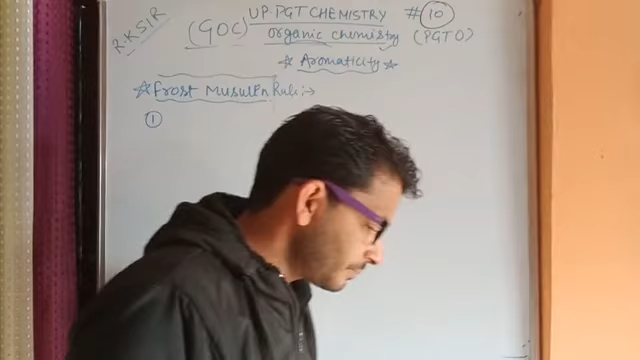 R.K SIR
UP PGT CHEMISTRY # 10
(GOC) organic chemistry (PGT 0)
☆ Aromaticity ☆
☆ Frost MusulEn Rule :→
①